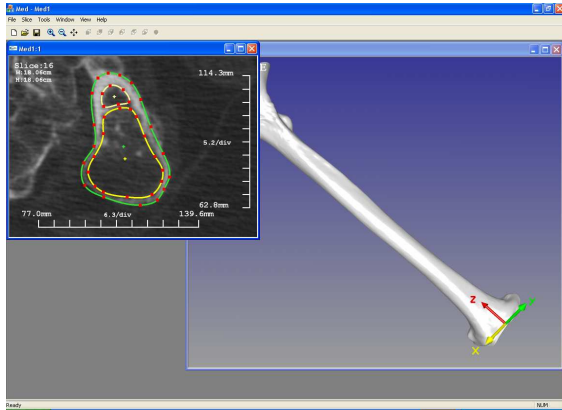 Med - Med1
File Slice Tools Window View Help
Med1:1
Slice:16
W:18.06cm
H:18.06cm
114.3mm
5.2/div
62.8mm
77.0mm
6.3/div
139.6mm
Z
X
Ready
NUM